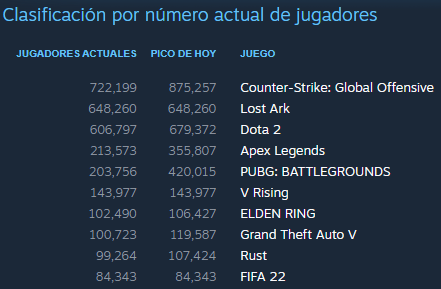 Clasificación por número actual de jugadores
JUGADORES ACTUALES PICO DE HOY JUEGO
722,199 875,257 Counter-Strike: Global Offensive
648,260 648,260 Lost Ark
606,797 679,372 Dota 2
213,573 355,807 Apex Legends
203,756 420,015 PUBG: BATTLEGROUNDS
143,977 143,977 V Rising
102,490 106,427 ELDEN RING
100,723 119,587 Grand Theft Auto V
99,264 107,424 Rust
84,343 84,343 FIFA 22